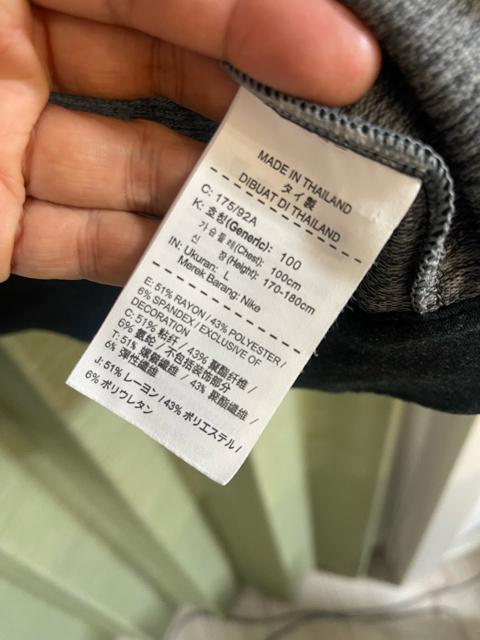 MADE IN THAILAND
タイ製
DIBUAT DI THAILAND
C: 175/92A
K: 호칭(Generic): 100
가슴둘레(Chest): 100cm
신 장(Height): 170-180cm
IN: Ukuran: L
Merek Barang: Nike
E: 51% RAYON / 43% POLYESTER /
6% SPANDEX / EXCLUSIVE OF
DECORATION
C: 51% 粘纤 / 43% 聚酯纤维 /
6% 氨纶 / 不包括装饰部分
T: 51% 嫘縈纖維 / 43% 聚酯纖維 /
6% 彈性纖維
J: 51% レーヨン / 43% ポリエステル /
6% ポリウレタン